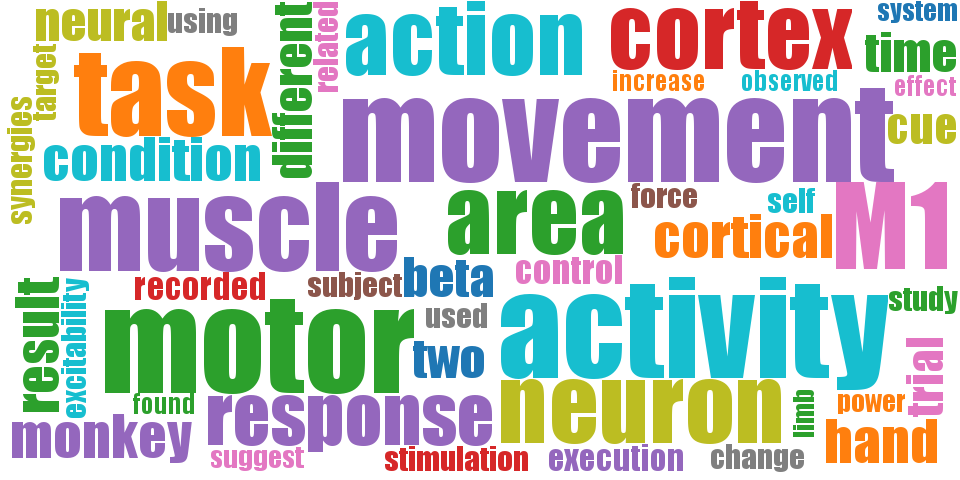 neural
using
different
related
action
cortex
system
target
task
increase
observed
time
effect
synergies
condition
movement
cue
muscle
area
force
self
cortical
M1
recorded
subject
beta
control
result
excitability
motor
used
two
activity
study
found
response
neuron
limb
power
trial
monkey
suggest
stimulation
execution
change
hand